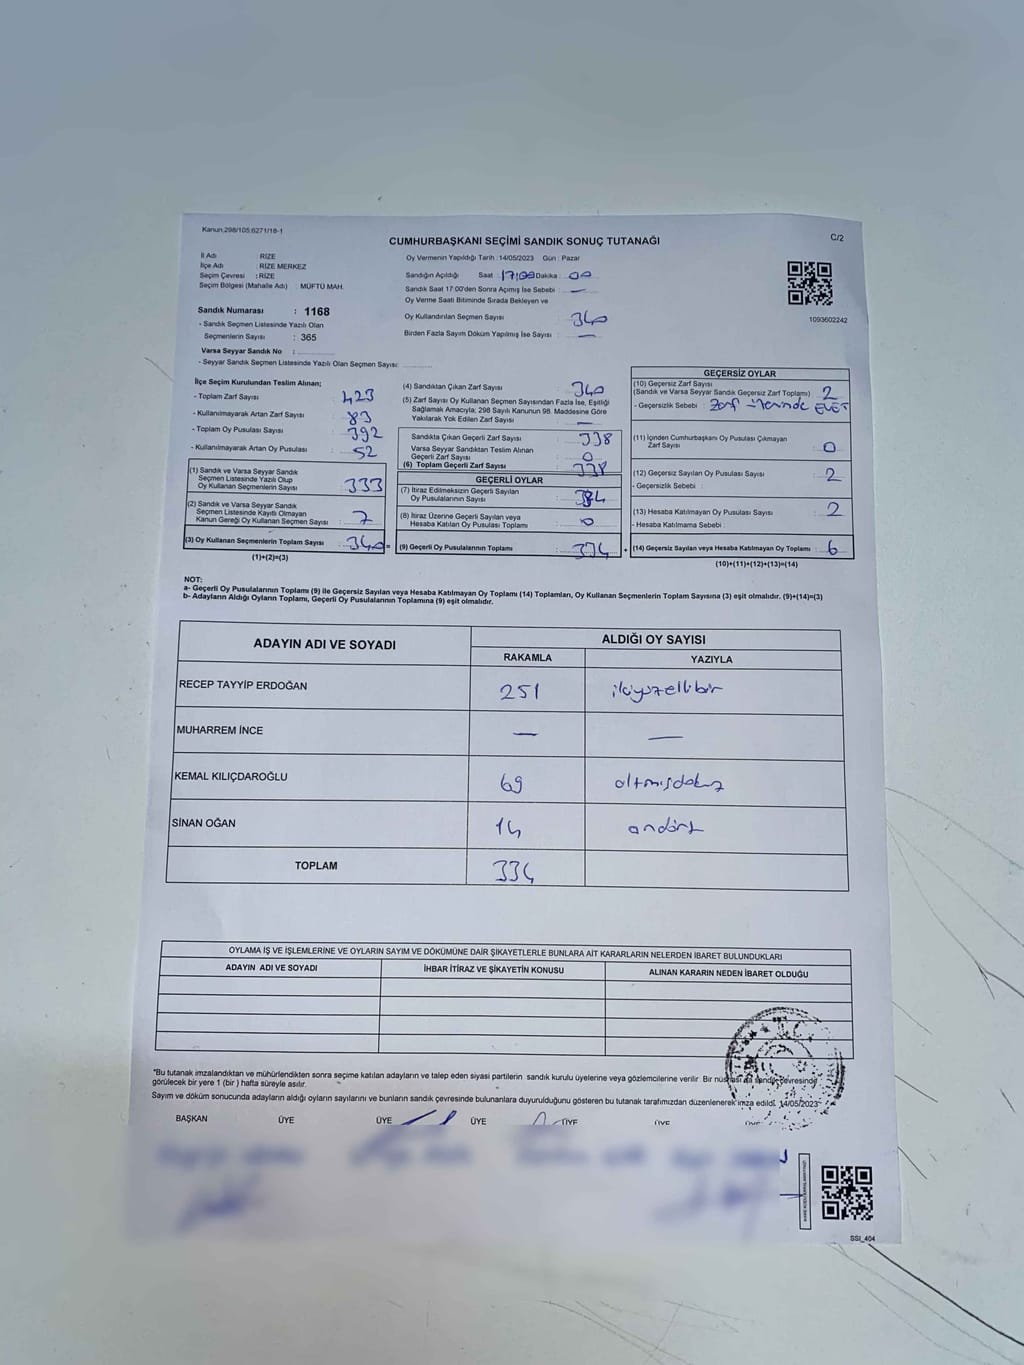 Kanun:298/105:6271/16-1
C/2
CUMHURBAŞKANI SEÇİMİ SANDIK SONUÇ TUTANAĞI
İl Adı : RİZE
İlçe Adı : RİZE MERKEZ
Seçim Çevresi : RİZE
Seçim Bölgesi (Mahalle Adı) : MÜFTÜ MAH.
Sandık Numarası : 1168
- Sandık Seçmen Listesinde Yazılı Olan
Seçmenlerin Sayısı : 365
Varsa Seyyar Sandık No :
- Seyyar Sandık Seçmen Listesinde Yazılı Olan Seçmen Sayısı:
Oy Vermenin Yapıldığı Tarih :14/05/2023 Gün : Pazar
Sandığın Açıldığı Saat 17:00 Dakika : 00
Sandık Saat 17:00'den Sonra Açımış İse Sebebi : —
Oy Verme Saati Bitiminde Sırada Bekleyen ve
Oy Kullandırılan Seçmen Sayısı : 340
Birden Fazla Sayım Döküm Yapılmış İse Sayısı : —
1093602242
İlçe Seçim Kurulundan Teslim Alınan;
- Toplam Zarf Sayısı : 423
- Kullanılmayarak Artan Zarf Sayısı : 83
- Toplam Oy Pusulası Sayısı : 392
- Kullanılmayarak Artan Oy Pusulası : 52
(1) Sandık ve Varsa Seyyar Sandık
Seçmen Listesinde Yazılı Olup
Oy Kullanan Seçmenlerin Sayısı : 333
(2) Sandık ve Varsa Seyyar Sandık
Seçmen Listesinde Kayıtlı Olmayan
Kanun Gereği Oy Kullanan Seçmen Sayısı : 7
(3) Oy Kullanan Seçmenlerin Toplam Sayısı : 340 =
(1)+(2)=(3)
(4) Sandıktan Çıkan Zarf Sayısı : 340
(5) Zarf Sayısı Oy Kullanan Seçmen Sayısından Fazla İse, Eşitliği
Sağlamak Amacıyla; 298 Sayılı Kanunun 98. Maddesine Göre
Yakılarak Yok Edilen Zarf Sayısı : —
Sandıkta Çıkan Geçerli Zarf Sayısı : 338
Varsa Seyyar Sandıktan Teslim Alınan
Geçerli Zarf Sayısı : 0
(6) Toplam Geçerli Zarf Sayısı : 338
GEÇERLİ OYLAR
(7) İtiraz Edilmeksizin Geçerli Sayılan
Oy Pusulalarının Sayısı : 334
(8) İtiraz Üzerine Geçerli Sayılan veya
Hesaba Katılan Oy Pusulası Toplamı : 0
(9) Geçerli Oy Pusulalarının Toplamı : 334 +
GEÇERSİZ OYLAR
(10) Geçersiz Zarf Sayısı
(Sandık ve Varsa Seyyar Sandık Geçersiz Zarf Toplamı) : 2
- Geçersizlik Sebebi : Zarf üzerinde EVET
(11) İçinden Cumhurbaşkanı Oy Pusulası Çıkmayan
Zarf Sayısı : 0
(12) Geçersiz Sayılan Oy Pusulası Sayısı : 2
- Geçersizlik Sebebi :
(13) Hesaba Katılmayan Oy Pusulası Sayısı : 2
- Hesaba Katılmama Sebebi :
(14) Geçersiz Sayılan veya Hesaba Katılmayan Oy Toplamı : 6
(10)+(11)+(12)+(13)=(14)
NOT:
a- Geçerli Oy Pusulalarının Toplamı (9) ile Geçersiz Sayılan veya Hesaba Katılmayan Oy Toplamı (14) Toplamları, Oy Kullanan Seçmenlerin Toplam Sayısına (3) eşit olmalıdır. (9)+(14)=(3)
b- Adayların Aldığı Oyların Toplamı, Geçerli Oy Pusulalarının Toplamına (9) eşit olmalıdır.
ADAYIN ADI VE SOYADI ALDIĞI OY SAYISI
RAKAMLA YAZIYLA
RECEP TAYYİP ERDOĞAN 251 ikiyüzellibir
MUHARREM İNCE — —
KEMAL KILIÇDAROĞLU 69 altmışdokuz
SİNAN OĞAN 14 ondört
TOPLAM 334
OYLAMA İŞ VE İŞLEMLERİNE VE OYLARIN SAYIM VE DÖKÜMÜNE DAİR ŞİKAYETLERLE BUNLARA AİT KARARLARIN NELERDEN İBARET BULUNDUKLARI
ADAYIN ADI VE SOYADI İHBAR İTİRAZ VE ŞİKAYETİN KONUSU ALINAN KARARIN NEDEN İBARET OLDUĞU
*Bu tutanak imzalandıktan ve mühürlendikten sonra seçime katılan adayların ve talep eden siyasi partilerin sandık kurulu üyelerine veya gözlemcilerine verilir. Bir nüshası da sandık çevresinde
görülecek bir yere 1 (bir ) hafta süreyle asılır.
Sayım ve döküm sonucunda adayların aldığı oyların sayılarını ve bunların sandık çevresinde bulunanlara duyurulduğunu gösteren bu tutanak tarafımızdan düzenlenerek imza edildi. 14/05/2023
BAŞKAN ÜYE ÜYE ÜYE ÜYE ÜYE ÜYE
SSI_404